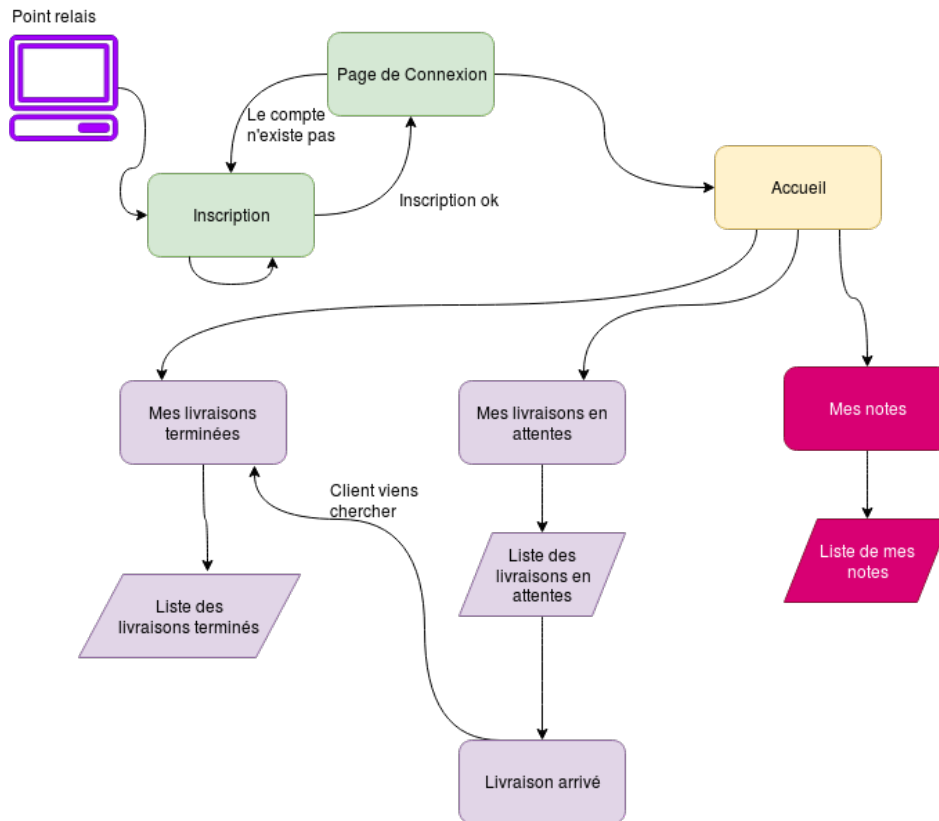 Point relais
Page de Connexion
Le compte
n'existe pas
Inscription
Inscription ok
Accueil
Mes livraisons
terminées
Mes livraisons en
attentes
Mes notes
Client viens
chercher
Liste des
livraisons en
attentes
Liste de mes
notes
Liste des
livraisons terminés
Livraison arrivé